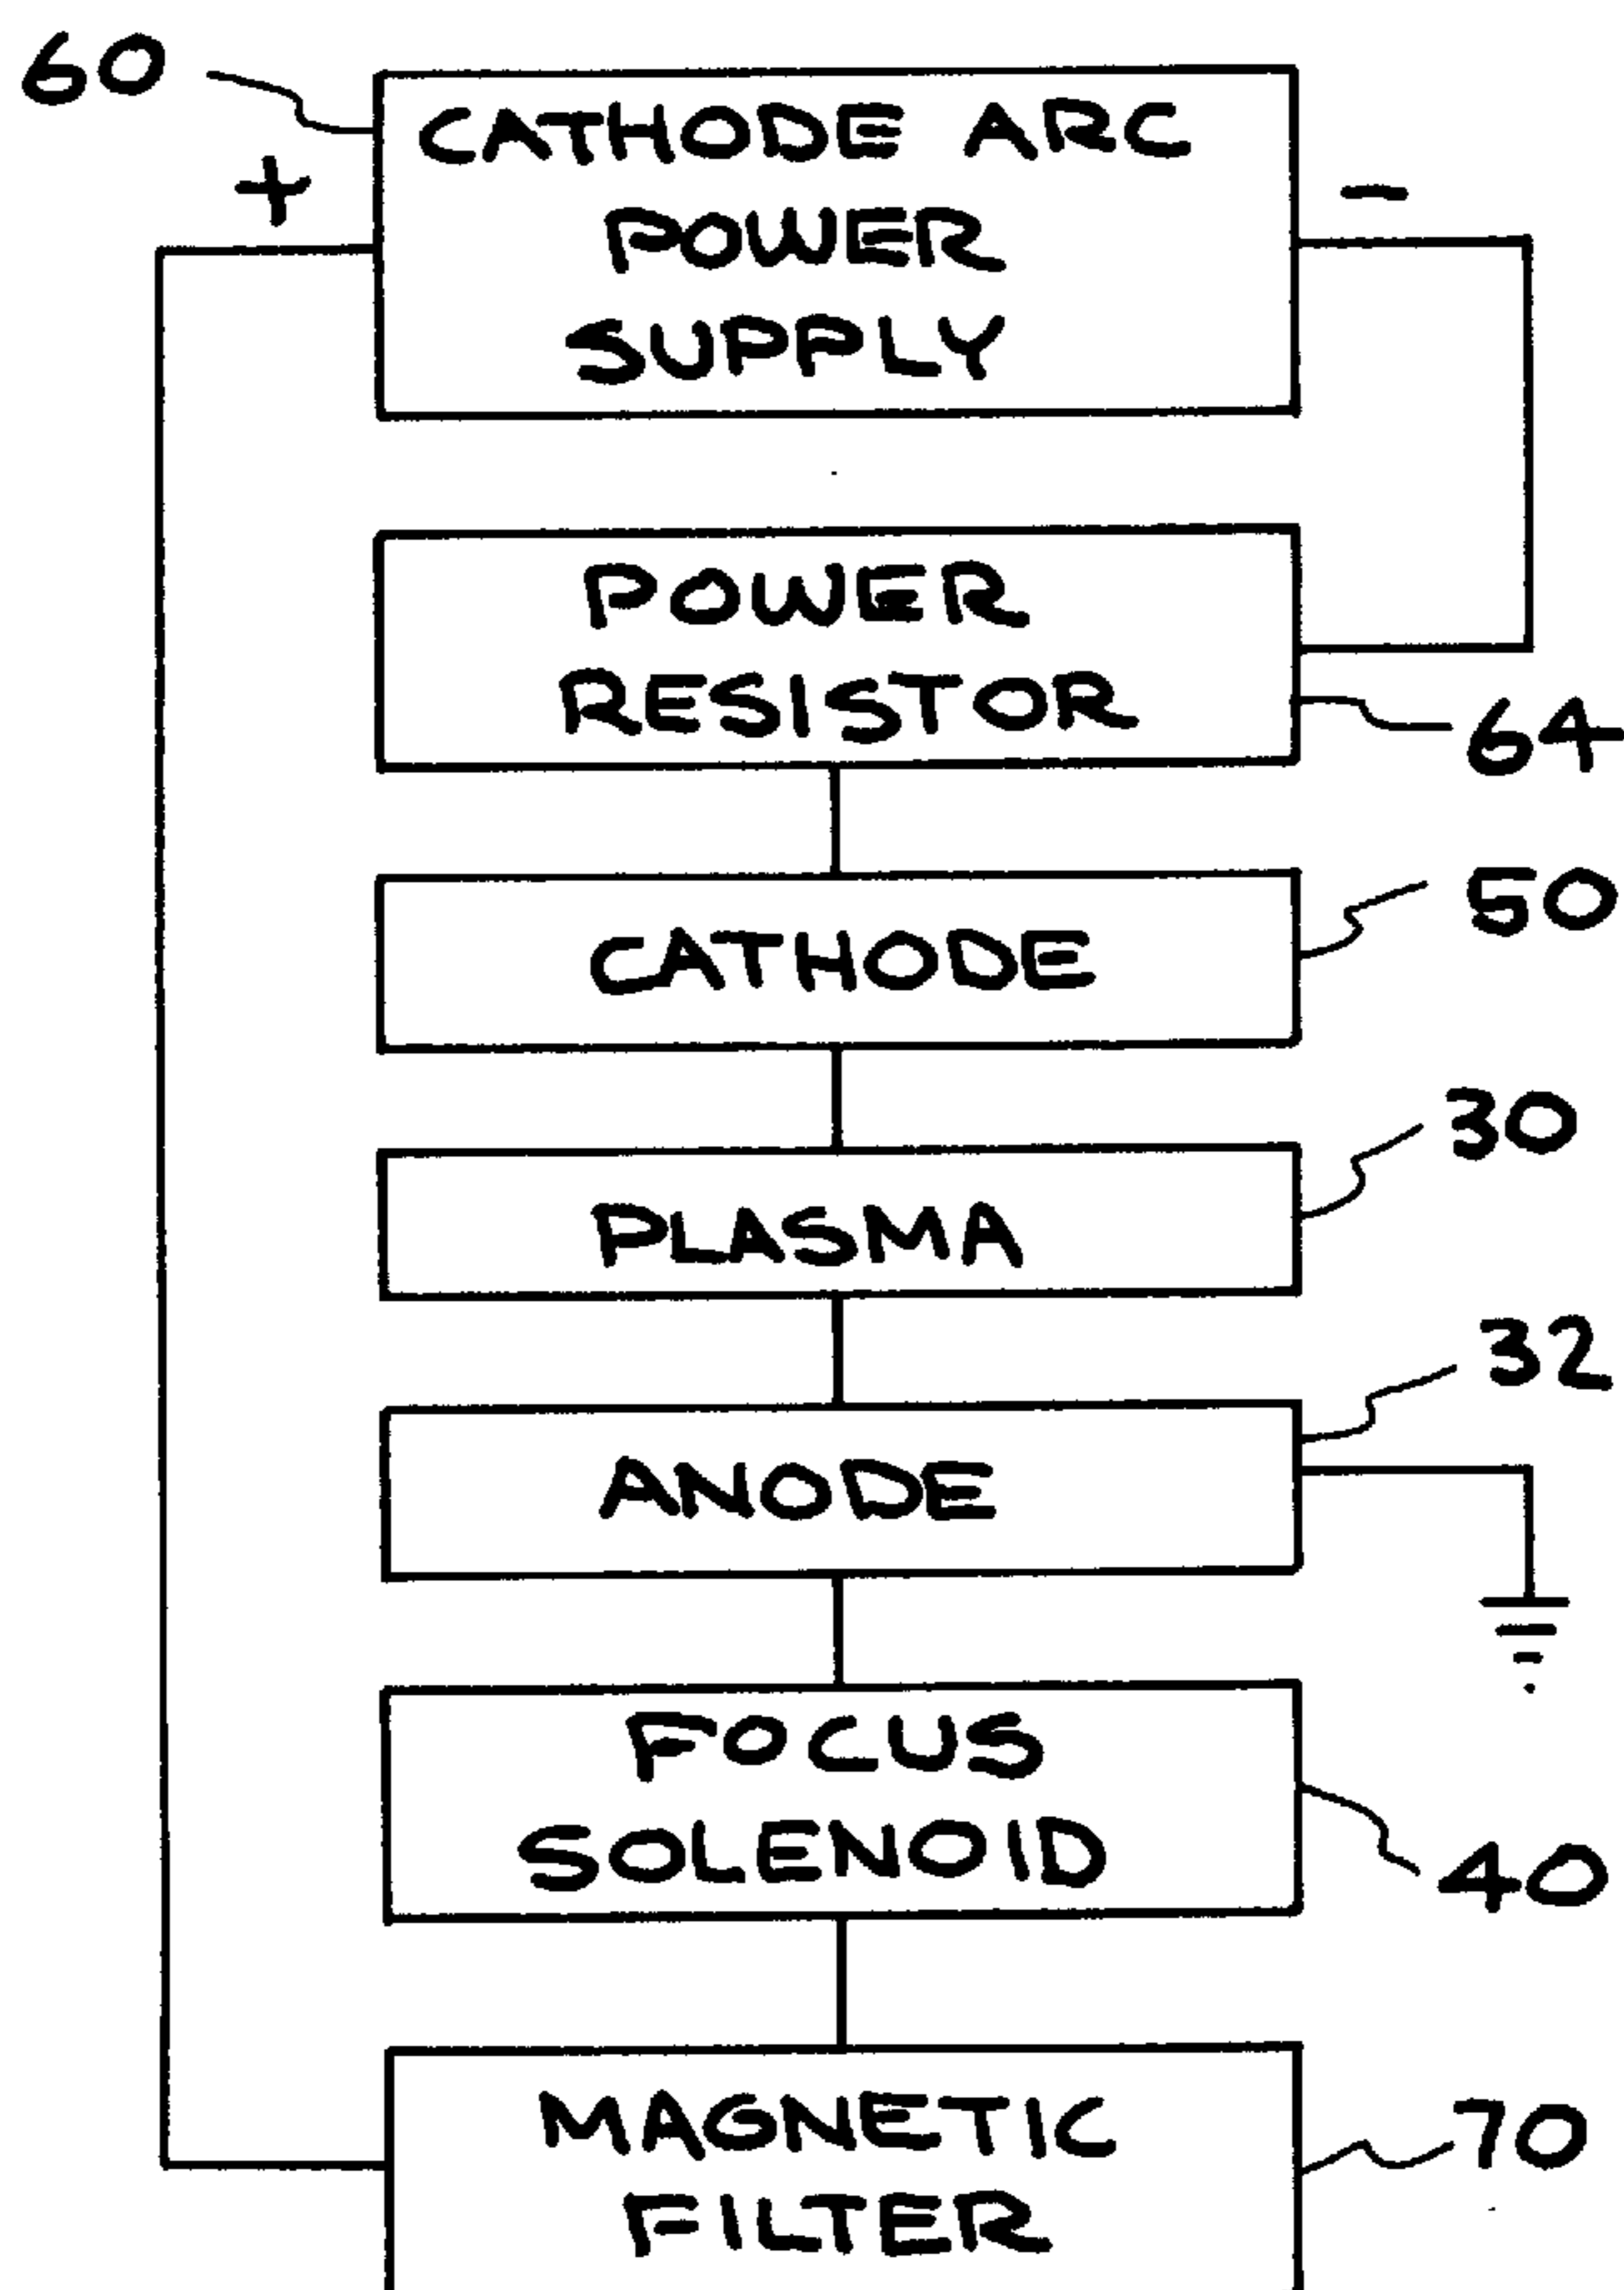 60
CATHODE ARC
+
-
POWER
SUPPLY
POWER
RESISTOR
64
50
CATHODE
30
PLASMA
32
ANODE
FOCUS
SOLENOID
40
MAGNETIC
70
FILTER